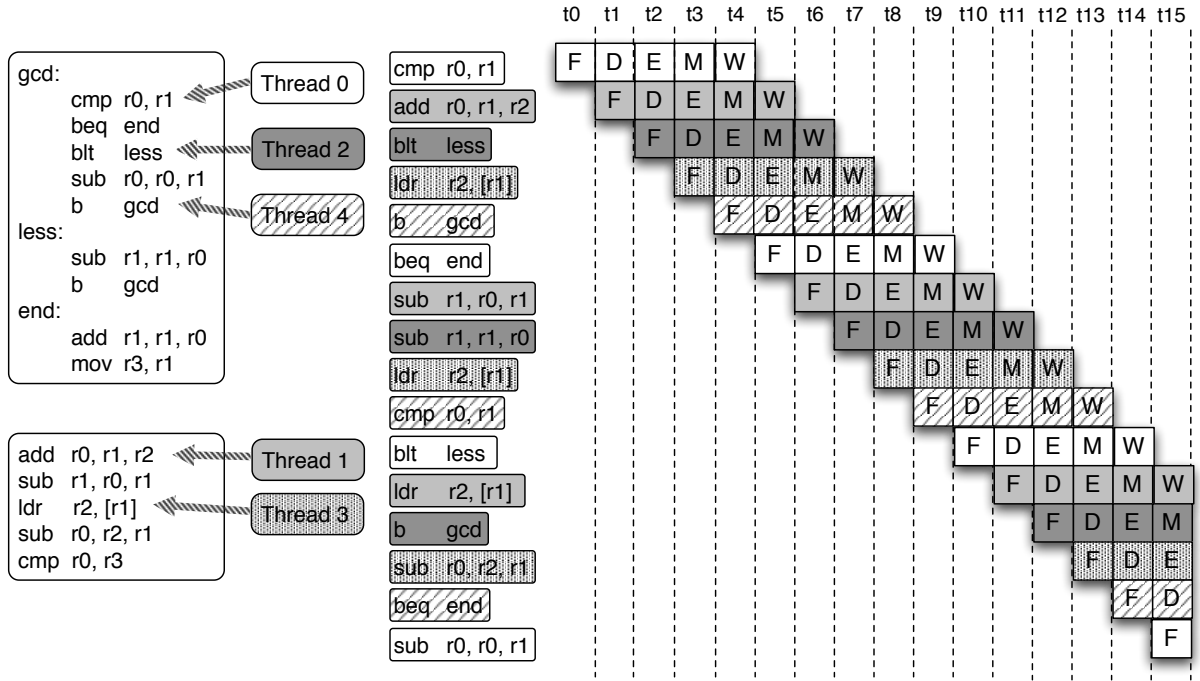 t0 t1 t2 t3 t4 t5 t6 t7 t8 t9 t10 t11 t12 t13 t14 t15
gcd:
cmp r0, r1
beq end
blt less
sub r0, r0, r1
b gcd
less:
sub r1, r1, r0
b gcd
end:
add r1, r1, r0
mov r3, r1
Thread 0
Thread 2
Thread 4
add r0, r1, r2
sub r1, r0, r1
ldr r2, [r1]
sub r0, r2, r1
cmp r0, r3
Thread 1
Thread 3
cmp r0, r1 F D E M W
add r0, r1, r2 F D E M W
blt less F D E M W
ldr r2, [r1] F D E M W
b gcd F D E M W
beq end F D E M W
sub r1, r0, r1 F D E M W
sub r1, r1, r0 F D E M W
ldr r2, [r1] F D E M W
cmp r0, r1 F D E M W
blt less F D E M W
ldr r2, [r1] F D E M W
b gcd F D E M
sub r0, r2, r1 F D E
beq end F D
sub r0, r0, r1 F